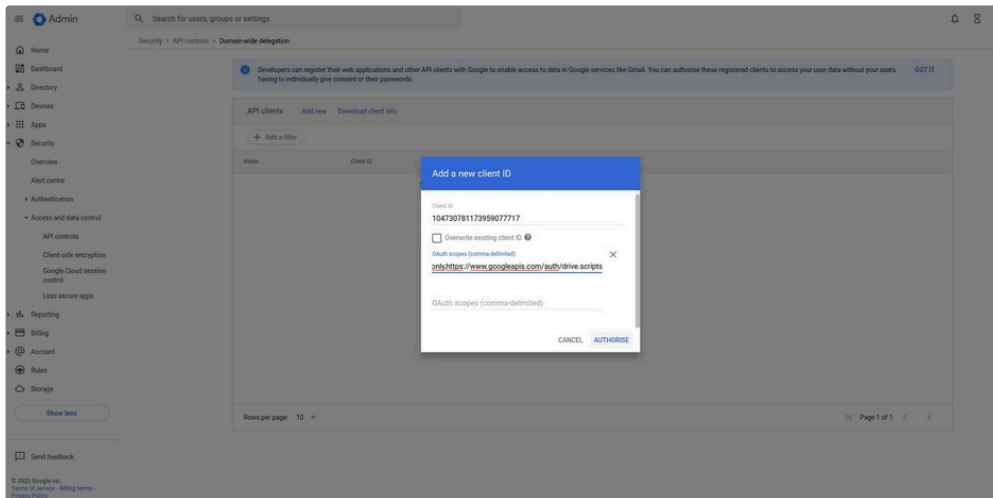 Admin
Search for users, groups or settings
Security > API controls > Domain-wide delegation
Home
Dashboard
Directory
Devices
Apps
Security
Overview
Alert centre
Authentication
Access and data control
API controls
Client-side encryption
Google Cloud session
control
Less secure apps
Reporting
Billing
Account
Rules
Storage
Show less
Send feedback
© 2022 Google Inc.
Terms of service - Billing terms -
Privacy Policy
Developers can register their web applications and other API clients with Google to enable access to data in Google services like Gmail. You can authorise these registered clients to access your user data without your users
having to individually give consent or their passwords.
GOT IT
API clients Add new Download client info
+ Add a filter
Name Client ID
Add a new client ID
Client ID
104730781173959077717
Overwrite existing client ID
OAuth scopes (comma-delimited)
only,https://www.googleapis.com/auth/drive.scripts
OAuth scopes (comma-delimited)
CANCEL AUTHORISE
Rows per page: 10
Page 1 of 1